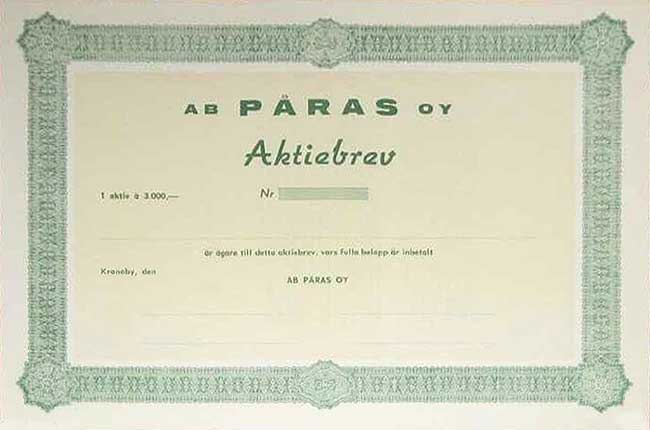 AB PÄRAS OY
Aktiebrev
1 aktiv à 3 000,— Nr
är ägare till detta aktiebrev, vars fulla belopp är inbetalt
Kronoby, den
AB PÄRAS OY